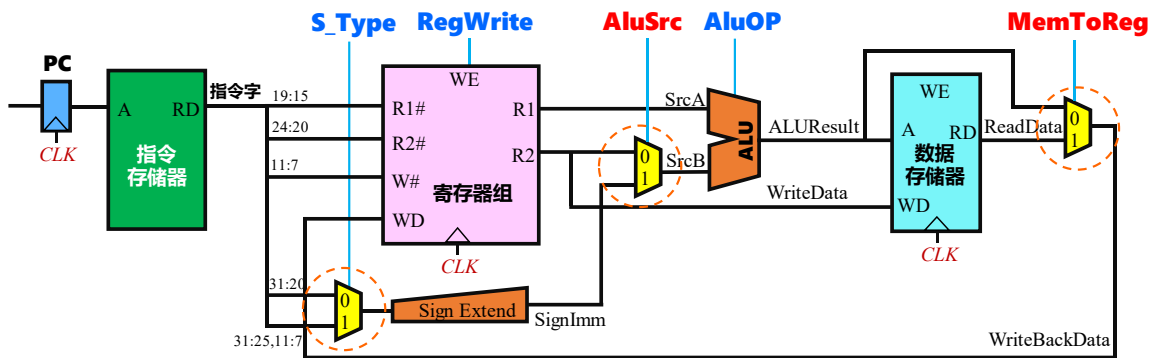 S_Type
RegWrite
AluSrc
AluOP
MemToReg
PC
CLK
A
RD
指令
存储器
指令字
19:15
24:20
11:7
WE
R1#
R2#
W#
WD
R1
R2
寄存器组
CLK
0
1
SrcA
SrcB
ALU
ALUResult
WriteData
WE
A
RD
数据
存储器
WD
CLK
ReadData
0
1
31:20
31:25,11:7
0
1
Sign Extend
SignImm
WriteBackData